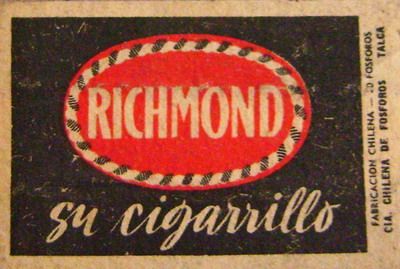 RICHMOND
su cigarrillo
FABRICACION CHILENA - 20 FOSFOROS
CIA. CHILENA DE FOSFOROS TALCA